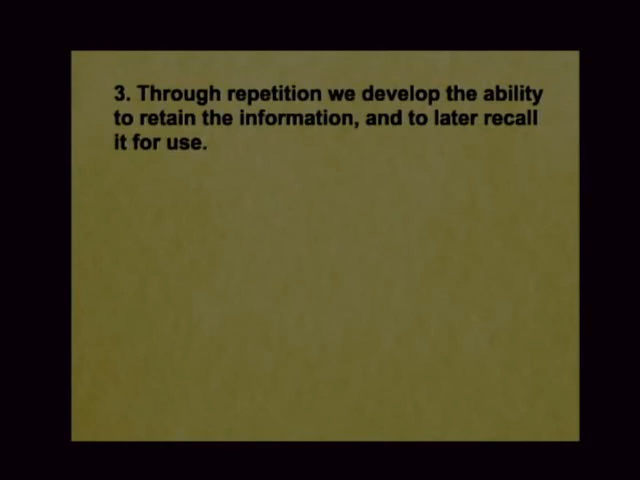 3. Through repetition we develop the ability
to retain the information, and to later recall
it for use.